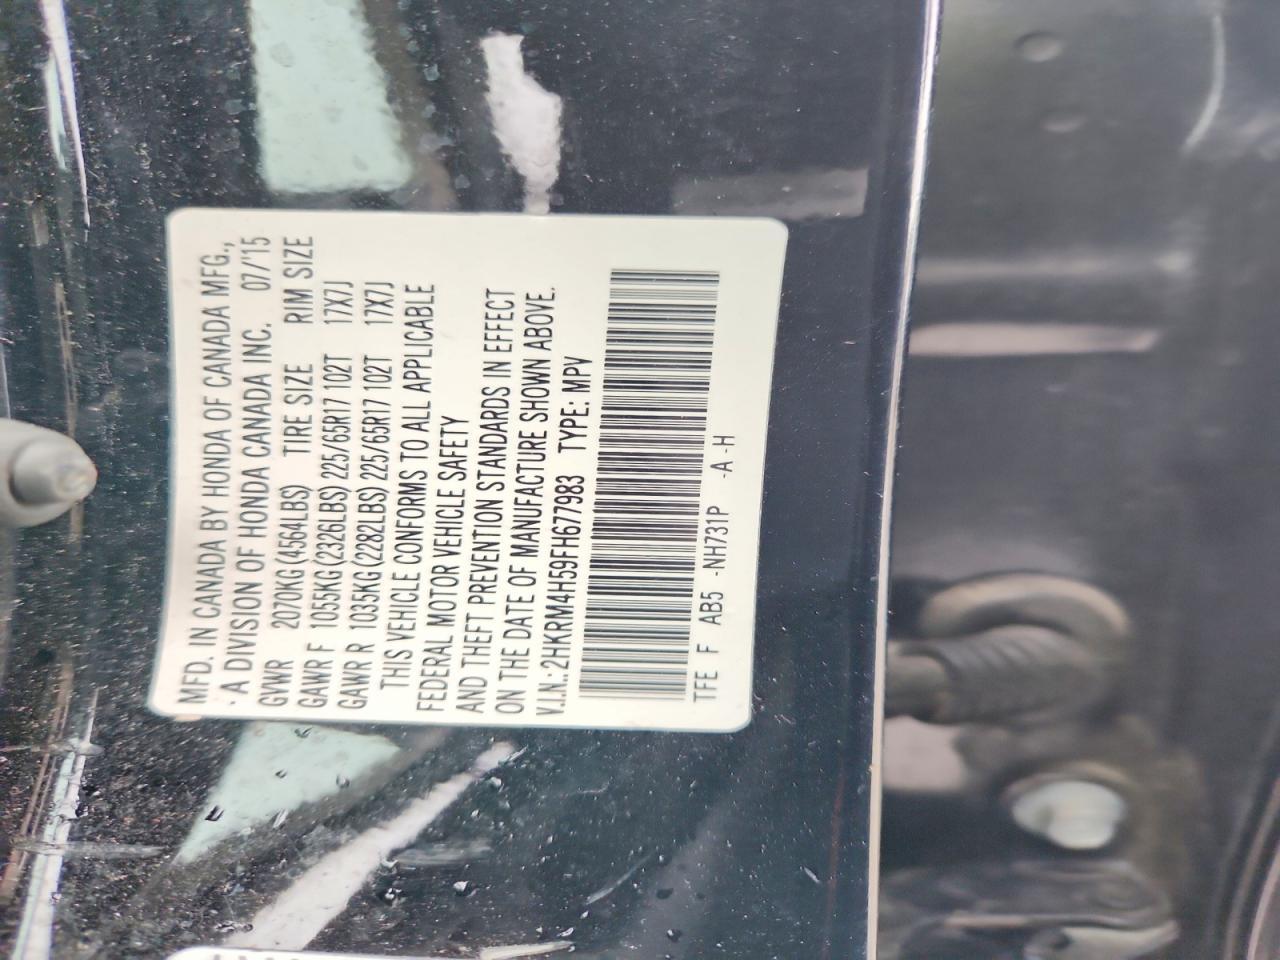 MFD. IN CANADA BY HONDA OF CANADA MFG.,
A DIVISION OF HONDA CANADA INC. 07/'15
GVWR 2070KG (4564LBS) TIRE SIZE RIM SIZE
GAWR F 1055KG (2326LBS) 225/65R17 102T 17X7J
GAWR R 1035KG (2282LBS) 225/65R17 102T 17X7J
THIS VEHICLE CONFORMS TO ALL APPLICABLE
FEDERAL MOTOR VEHICLE SAFETY
AND THEFT PREVENTION STANDARDS IN EFFECT
ON THE DATE OF MANUFACTURE SHOWN ABOVE.
V.I.N.:2HKRM4H59FH677983 TYPE: MPV
TFE F AB5 -NH731P -A -H